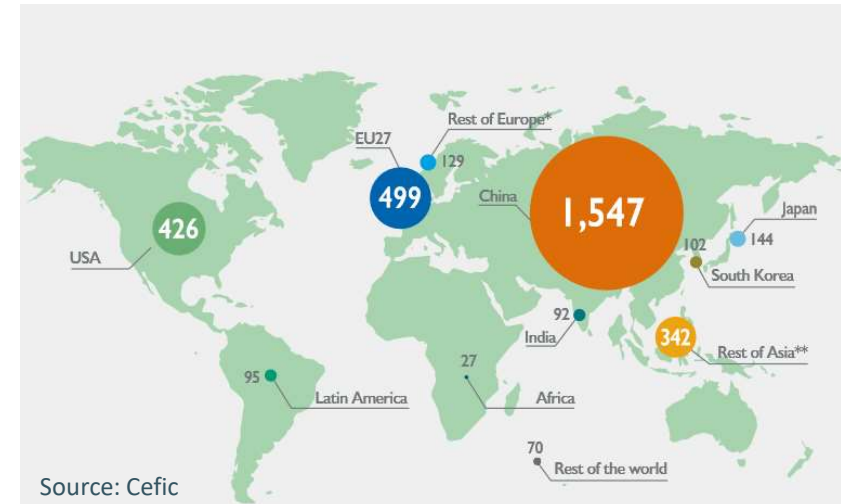 Rest of Europe*
129
EU27
499
China
1,547
426
USA
Japan
144
102
South Korea
92
India
342
Rest of Asia**
27
Africa
95
Latin America
70
Rest of the world
Source: Cefic